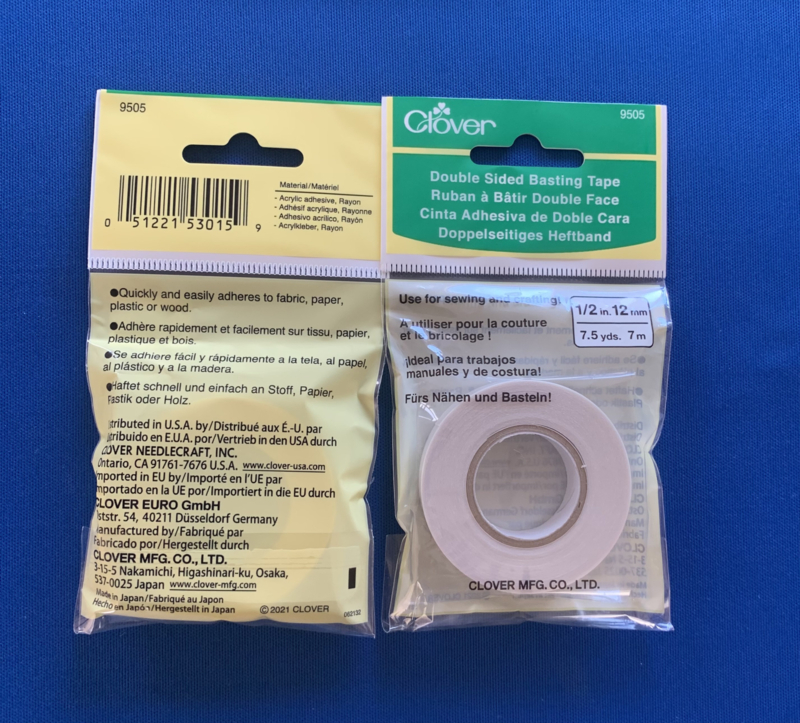 9505
Material/Matériel
- Acrylic adhesive, Rayon
- Adhésif acrylique, Rayonne
- Adhesivo acrílico, Rayón
- Acrylkleber, Rayon
0 51221 53015 9
●Quickly and easily adheres to fabric, paper,
plastic or wood.
●Adhère rapidement et facilement sur tissu, papier,
plastique et bois.
●Se adhiere fácil y rápidamente a la tela, al papel,
al plástico y a la madera.
●Haftet schnell und einfach an Stoff, Papier,
Holz.
in U.S.A. by/Distribué aux É.-U. par
en E.U.A. por/Vertrieb in den USA durch
CLOVER NEEDLECRAFT, INC.
Ontario, CA 91761-7676 U.S.A. www.clover-usa.com
in EU by/Importé en l'UE par
en la UE por/Importiert in die EU durch
CLOVER EURO GmbH
54, 40211 Düsseldorf Germany
by/Fabriqué par
Fabricado por/Hergestellt durch
CLOVER MFG. CO., LTD.
3-15-5 Nakamichi, Higashinari-ku, Osaka,
537-0025 Japan www.clover-mfg.com
Made in Japan/Fabriqué au Japon
Hecho en Japón/Hergestellt in Japan
© 2021 CLOVER
062132
Clover
9505
Double Sided Basting Tape
Ruban à Bâtir Double Face
Cinta Adhesiva de Doble Cara
Doppelseitiges Heftband
Use for sewing and crafting!
1/2 in. 12 mm
7.5 yds. 7 m
A utiliser pour la couture
et le bricolage !
¡Ideal para trabajos
manuales y de costura!
Fürs Nähen und Basteln!
CLOVER MFG. CO., LTD.